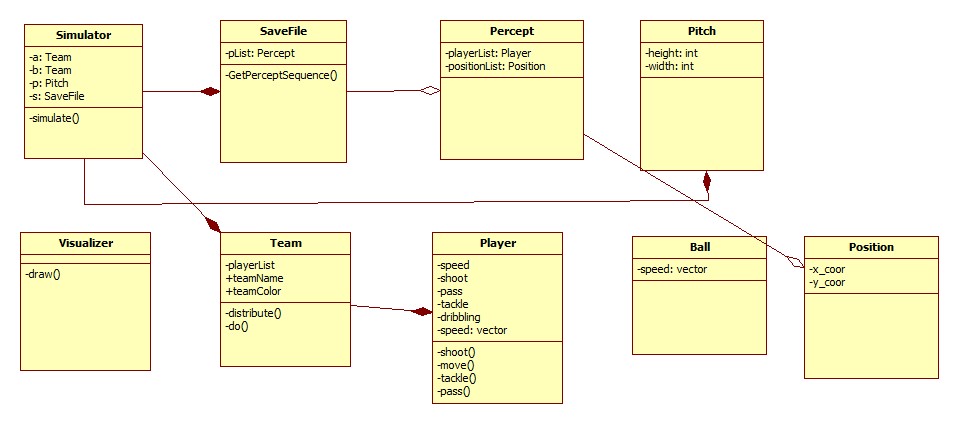 Simulator
-a: Team
-b: Team
-p: Pitch
-s: SaveFile
-simulate()
SaveFile
-pList: Percept
-GetPerceptSequence()
Percept
-playerList: Player
-positionList: Position
Pitch
-height: int
-width: int
Visualizer
-draw()
Team
-playerList
+teamName
+teamColor
-distribute()
-do()
Player
-speed
-shoot
-pass
-tackle
-dribbling
-speed: vector
-shoot()
-move()
-tackle()
-pass()
Ball
-speed: vector
Position
-x_coor
-y_coor